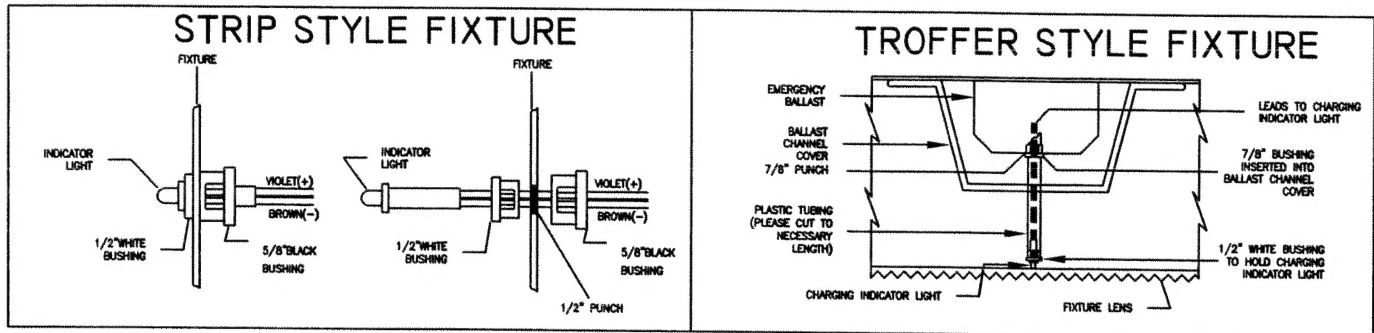 STRIP STYLE FIXTURE
FIXTURE
INDICATOR
LIGHT
VIOLET(+)
BROWN(-)
1/2"WHITE
BUSHING
5/8"BLACK
BUSHING
FIXTURE
INDICATOR
LIGHT
VIOLET(+)
BROWN(-)
1/2"WHITE
BUSHING
5/8"BLACK
BUSHING
1/2" PUNCH
TROFFER STYLE FIXTURE
EMERGENCY
BALLAST
BALLAST
CHANNEL
COVER
7/8" PUNCH
PLASTIC TUBING
(PLEASE CUT TO
NECESSARY
LENGTH)
CHARGING INDICATOR LIGHT
LEADS TO CHARGING
INDICATOR LIGHT
7/8" BUSHING
INSERTED INTO
BALLAST CHANNEL
COVER
1/2" WHITE BUSHING
TO HOLD CHARGING
INDICATOR LIGHT
FIXTURE LENS